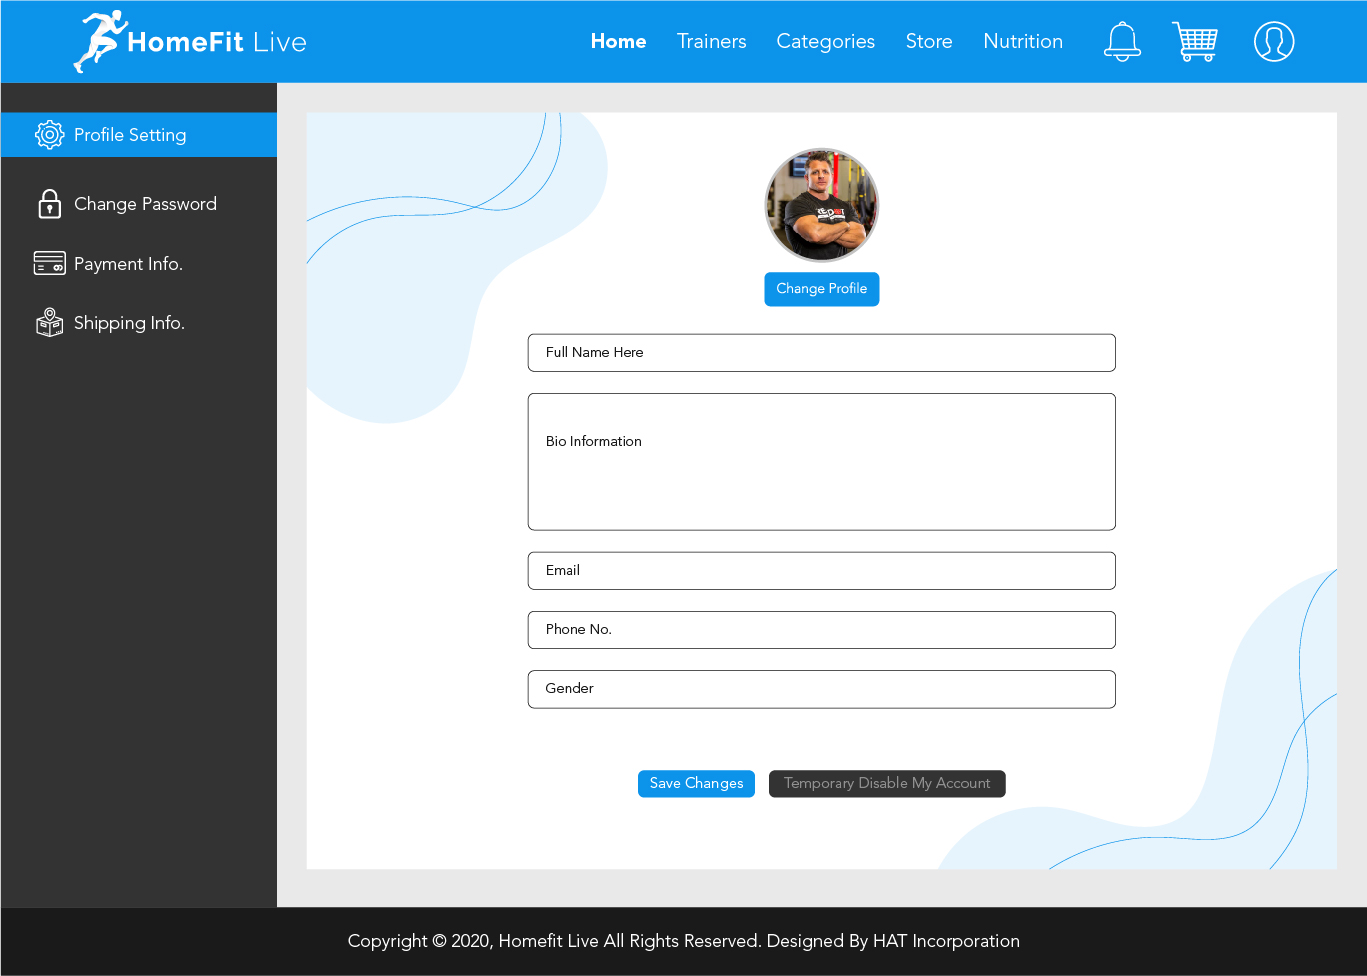 HomeFit Live
Home Trainers Categories Store Nutrition
Profile Setting
Change Password
Payment Info.
Shipping Info.
Change Profile
Full Name Here
Bio Information
Email
Phone No.
Gender
Save Changes Temporary Disable My Account
Copyright © 2020, Homefit Live All Rights Reserved. Designed By HAT Incorporation